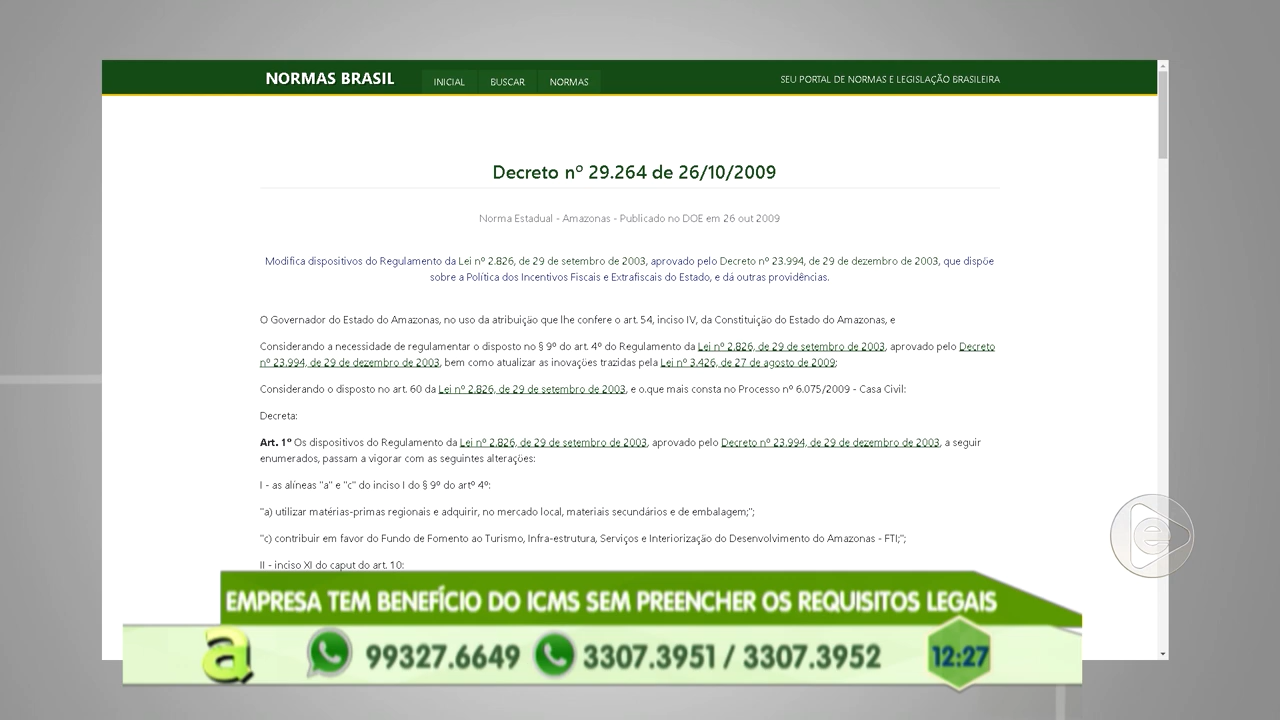 NORMAS BRASIL
INICIAL
BUSCAR
NORMAS
SEU PORTAL DE NORMAS E LEGISLAÇÃO BRASILEIRA
Decreto nº 29.264 de 26/10/2009
Norma Estadual - Amazonas - Publicado no DOE em 26 out 2009
Modifica dispositivos do Regulamento da Lei nº 2.826, de 29 de setembro de 2003, aprovado pelo Decreto nº 23.994, de 29 de dezembro de 2003, que dispõe
sobre a Política dos Incentivos Fiscais e Extrafiscais do Estado, e dá outras providências.
O Governador do Estado do Amazonas, no uso da atribuição que lhe confere o art. 54, inciso IV, da Constituição do Estado do Amazonas, e
Considerando a necessidade de regulamentar o disposto no § 9º do art. 4º do Regulamento da Lei nº 2.826, de 29 de setembro de 2003, aprovado pelo Decreto
nº 23.994, de 29 de dezembro de 2003, bem como atualizar as inovações trazidas pela Lei nº 3.426, de 27 de agosto de 2009;
Considerando o disposto no art. 60 da Lei nº 2.826, de 29 de setembro de 2003, e o.que mais consta no Processo nº 6.075/2009 - Casa Civil:
Decreta:
Art. 1º Os dispositivos do Regulamento da Lei nº 2.826, de 29 de setembro de 2003, aprovado pelo Decreto nº 23.994, de 29 de dezembro de 2003, a seguir
enumerados, passam a vigorar com as seguintes alterações:
I - as alíneas "a" e "c" do inciso I do § 9º do artº 4º:
"a) utilizar matérias-primas regionais e adquirir, no mercado local, materiais secundários e de embalagem;";
"c) contribuir em favor do Fundo de Fomento ao Turismo, Infra-estrutura, Serviços e Interiorização do Desenvolvimento do Amazonas - FTI;";
II - inciso XI do caput do art. 10:
e
EMPRESA TEM BENEFÍCIO DO ICMS SEM PREENCHER OS REQUISITOS LEGAIS
a
99327.6649
3307.3951 / 3307.3952
12:27